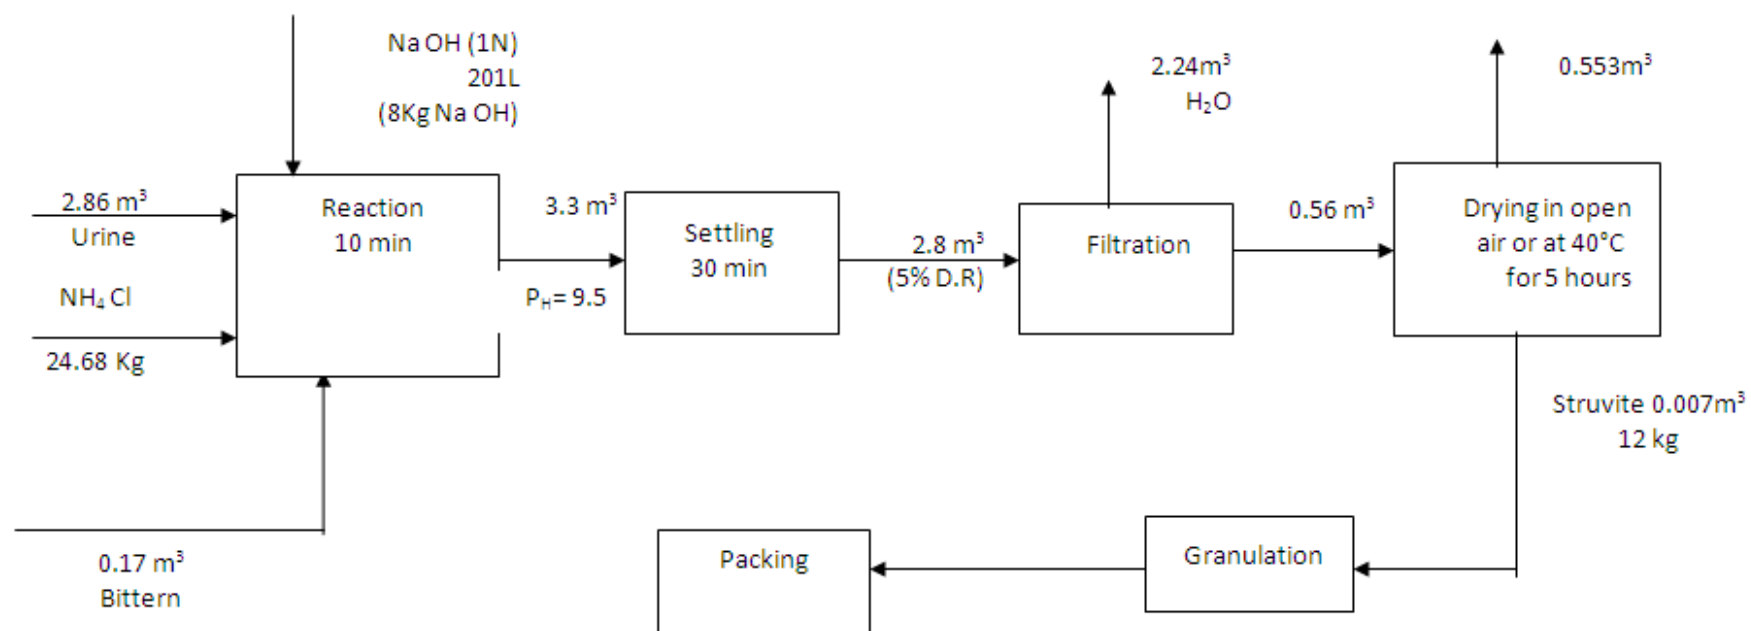 Na OH (1N)
201L
(8Kg Na OH)
2.24m³
H₂O
0.553m³
2.86 m³
Urine
NH₄ Cl
24.68 Kg
Reaction
10 min
3.3 m³
Pₕ= 9.5
Settling
30 min
2.8 m³
(5% D.R)
Filtration
0.56 m³
Drying in open
air or at 40°C
for 5 hours
Struvite 0.007m³
12 kg
0.17 m³
Bittern
Packing
Granulation